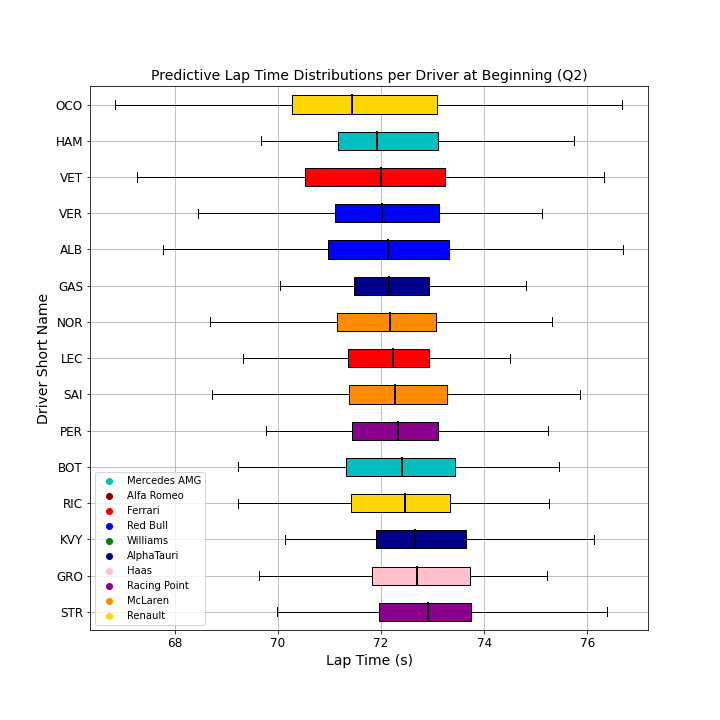 Predictive Lap Time Distributions per Driver at Beginning (Q2)
Driver Short Name
OCO
HAM
VET
VER
ALB
GAS
NOR
LEC
SAI
PER
BOT
RIC
KVY
GRO
STR
Mercedes AMG
Alfa Romeo
Ferrari
Red Bull
Williams
AlphaTauri
Haas
Racing Point
McLaren
Renault
68 70 72 74 76
Lap Time (s)